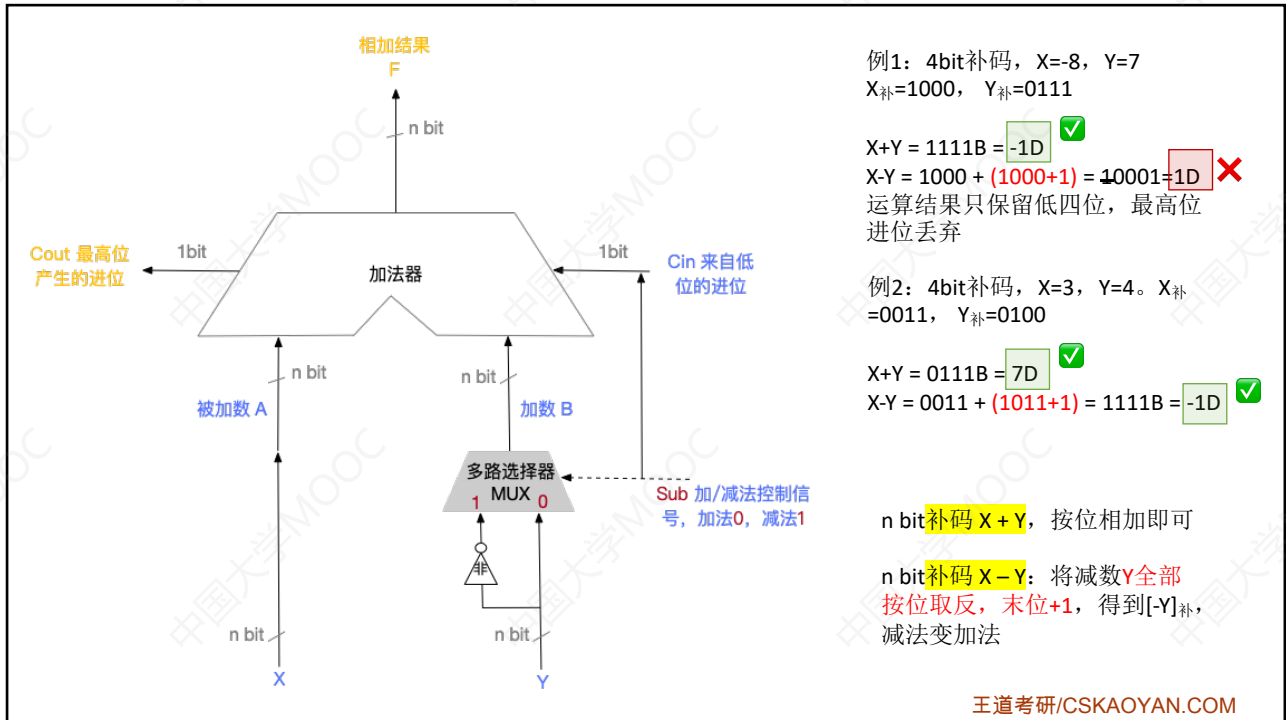 相加结果
F
n bit
Cout 最高位
产生的进位
1bit
加法器
1bit
Cin 来自低
位的进位
n bit
被加数 A
n bit
加数 B
多路选择器
MUX
1 0
Sub 加/减法控制信
号，加法0，减法1
非
n bit
X
n bit
Y
例1：4bit补码，X=-8，Y=7
X补=1000， Y补=0111
X+Y = 1111B = -1D
X-Y = 1000 + (1000+1) = 10001=1D
运算结果只保留低四位，最高位
进位丢弃
例2：4bit补码，X=3，Y=4。X补
=0011， Y补=0100
X+Y = 0111B = 7D
X-Y = 0011 + (1011+1) = 1111B = -1D
n bit补码 X + Y，按位相加即可
n bit补码 X – Y：将减数Y全部
按位取反，末位+1，得到[-Y]补，
减法变加法
王道考研/CSKAOYAN.COM
中国大学MOOC